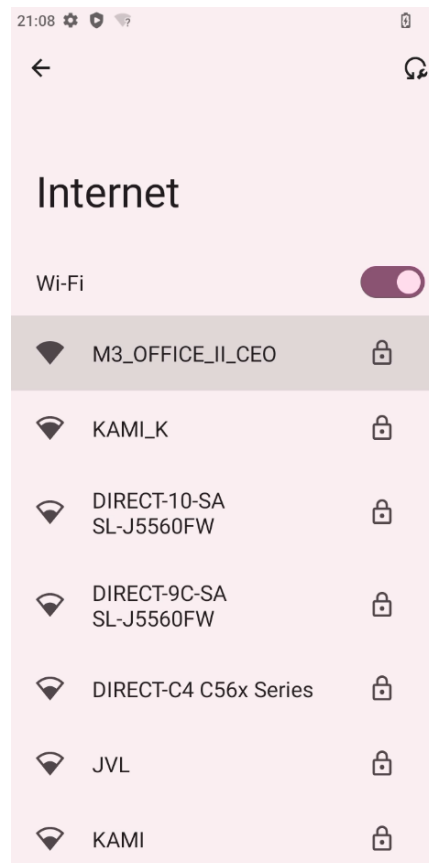 21:08
Internet
Wi-Fi
M3_OFFICE_II_CEO
KAMI_K
DIRECT-10-SA
SL-J5560FW
DIRECT-9C-SA
SL-J5560FW
DIRECT-C4 C56x Series
JVL
KAMI